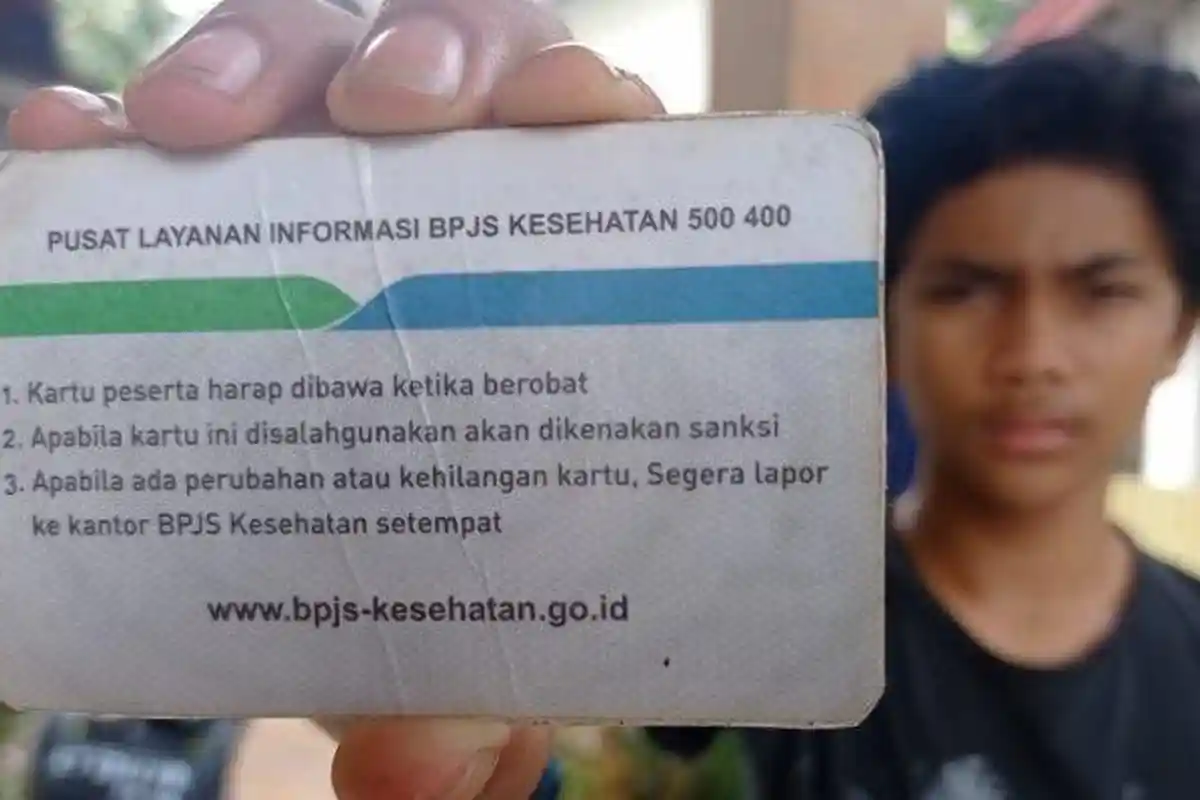 PUSAT LAYANAN INFORMASI BPJS KESEHATAN 500 400
1. Kartu peserta harap dibawa ketika berobat
2. Apabila kartu ini disalahgunakan akan dikenakan sanksi
3. Apabila ada perubahan atau kehilangan kartu, Segera lapor
ke kantor BPJS Kesehatan setempat
www.bpjs-kesehatan.go.id